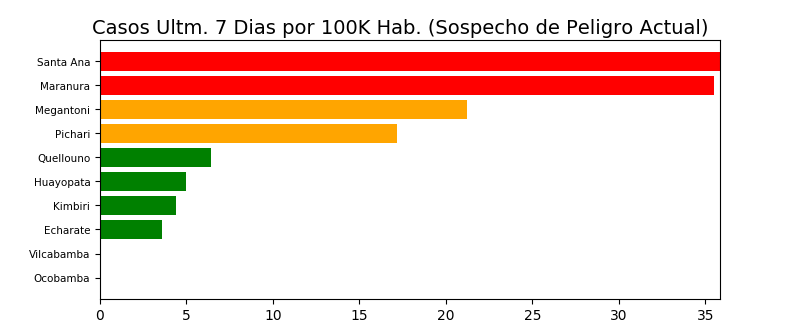 Casos Ultm. 7 Dias por 100K Hab. (Sospecho de Peligro Actual)
Santa Ana
Maranura
Megantoni
Pichari
Quellouno
Huayopata
Kimbiri
Echarate
Vilcabamba
Ocobamba
0 5 10 15 20 25 30 35